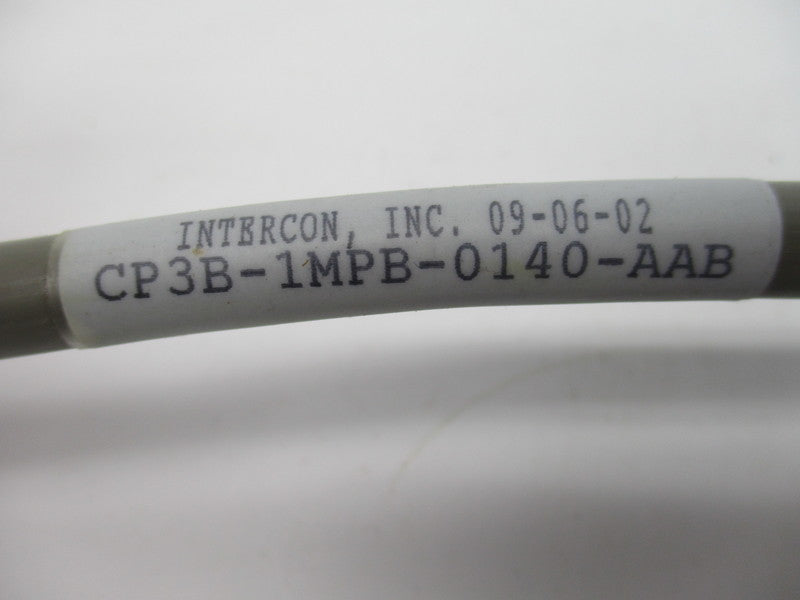 INTERCON, INC. 09-06-02
CP3B-1MPB-0140-AAB